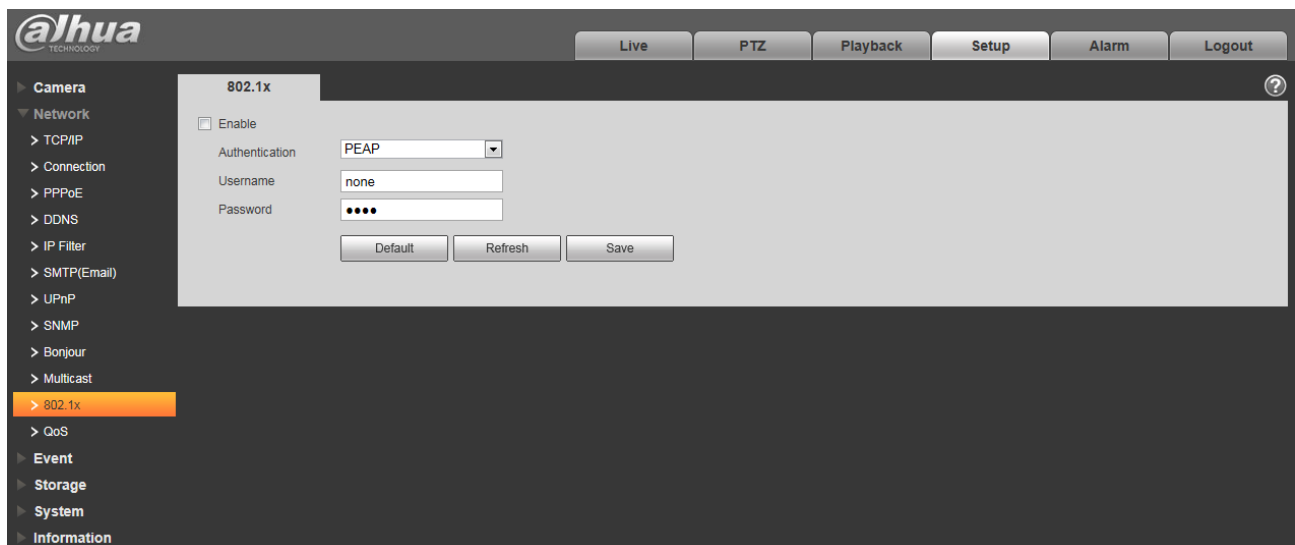 alhua
TECHNOLOGY
Live PTZ Playback Setup Alarm Logout
Camera
Network
> TCP/IP
> Connection
> PPPoE
> DDNS
> IP Filter
> SMTP(Email)
> UPnP
> SNMP
> Bonjour
> Multicast
> 802.1x
> QoS
Event
Storage
System
Information
802.1x
?
Enable
Authentication PEAP
Username none
Password ●●●●
Default Refresh Save